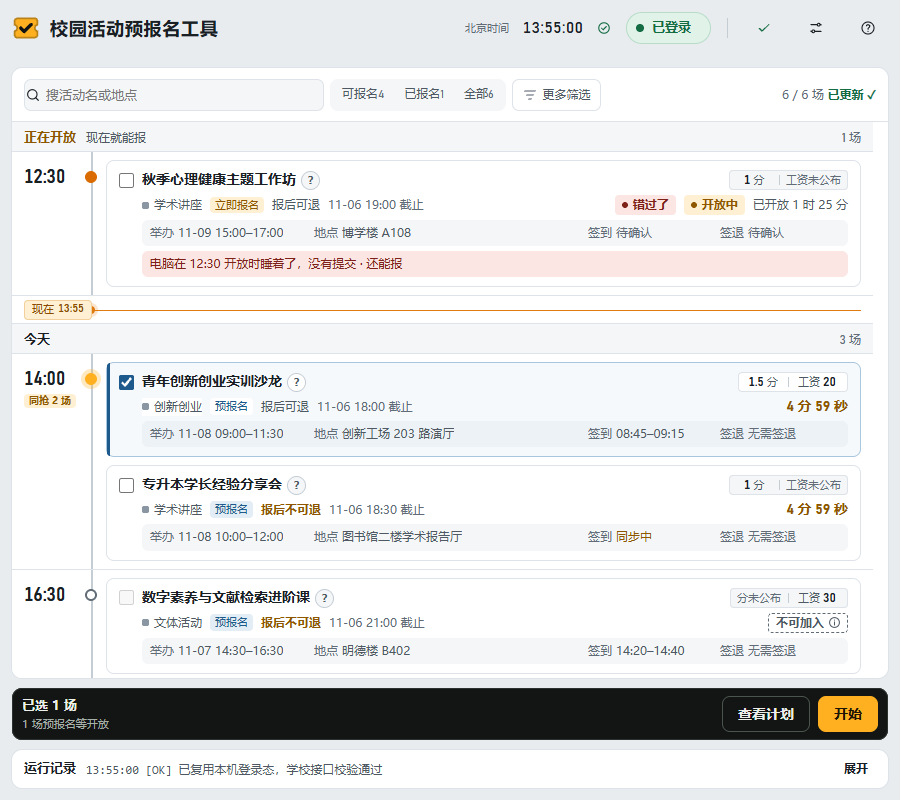 校园活动预报名工具
北京时间 13:55:00 已登录
搜活动名或地点 可报名4 已报名1 全部6 更多筛选 6 / 6 场 已更新 ✓
正在开放 现在就能报 1 场
12:30 秋季心理健康主题工作坊 ? 1 分 工资未公布
学术讲座 立即报名 报后可退 11-06 19:00 截止 错过了 开放中 已开放 1 时 25 分
举办 11-09 15:00–17:00 地点 博学楼 A108 签到 待确认 签退 待确认
电脑在 12:30 开放时睡着了，没有提交 · 还能报
现在 13:55
今天 3 场
14:00 青年创新创业实训沙龙 ? 1.5 分 工资 20
同抢 2 场 创新创业 预报名 报后可退 11-06 18:00 截止 4 分 59 秒
举办 11-08 09:00–11:30 地点 创新工场 203 路演厅 签到 08:45–09:15 签退 无需签退
专升本学长经验分享会 ? 1 分 工资未公布
学术讲座 预报名 报后不可退 11-06 18:30 截止 4 分 59 秒
举办 11-08 10:00–12:00 地点 图书馆二楼学术报告厅 签到 同步中 签退 无需签退
16:30 数字素养与文献检索进阶课 ? 分未公布 工资 30
文体活动 预报名 报后不可退 11-06 21:00 截止 不可加入
举办 11-07 14:30–16:30 地点 明德楼 B402 签到 14:20–14:40 签退 无需签退
已选 1 场
1 场预报名等开放 查看计划 开始
运行记录 13:55:00 [OK] 已复用本机登录态，学校接口校验通过 展开